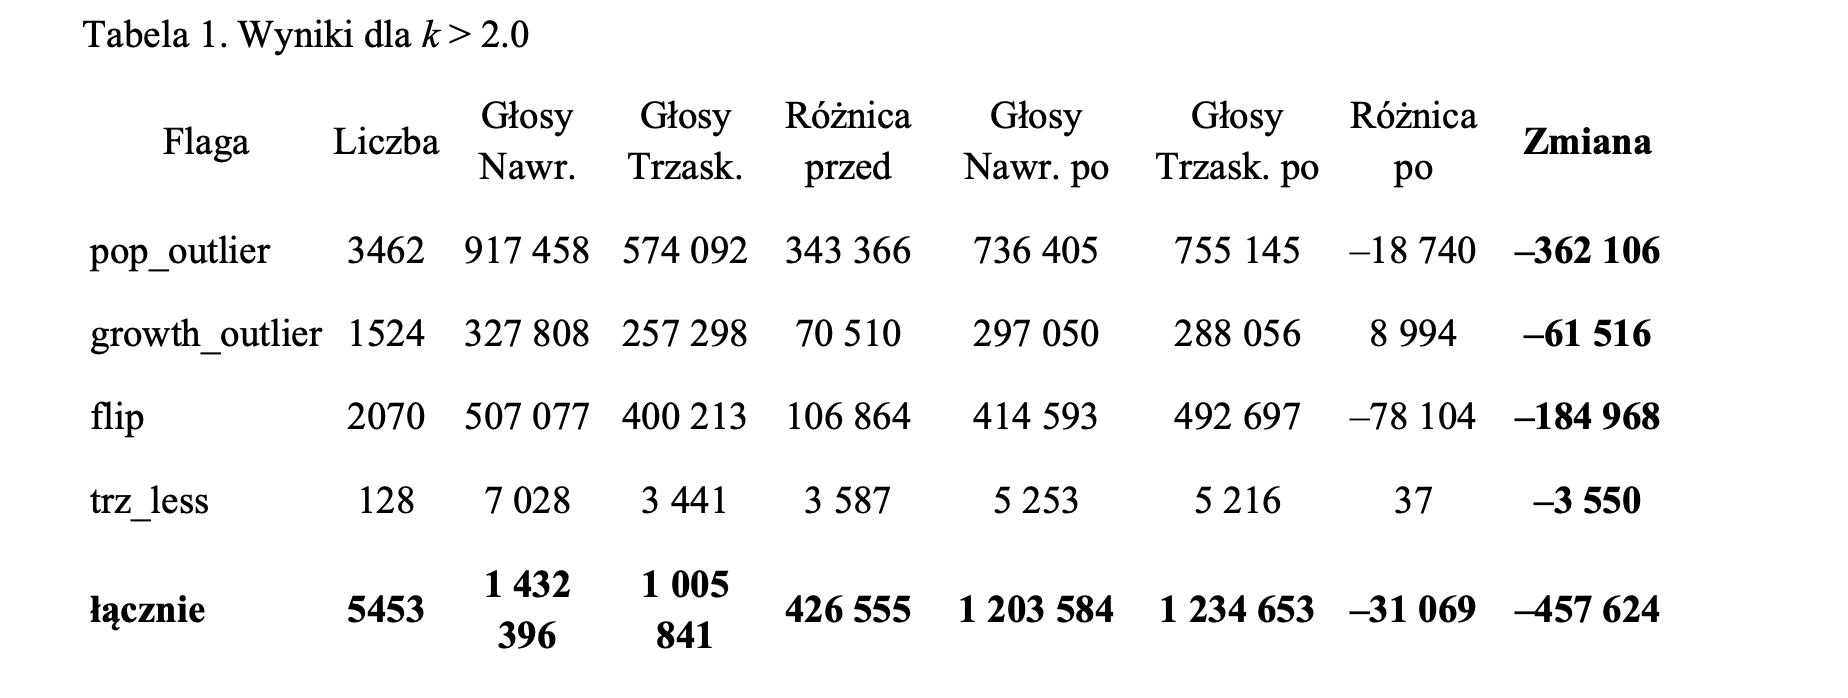 Tabela 1. Wyniki dla k > 2.0
Flaga Liczba Głosy Nawr. Głosy Trzask. Różnica przed Głosy Nawr. po Głosy Trzask. po Różnica po Zmiana
pop_outlier 3462 917 458 574 092 343 366 736 405 755 145 –18 740 –362 106
growth_outlier 1524 327 808 257 298 70 510 297 050 288 056 8 994 –61 516
flip 2070 507 077 400 213 106 864 414 593 492 697 –78 104 –184 968
trz_less 128 7 028 3 441 3 587 5 253 5 216 37 –3 550
łącznie 5453 1 432 396 1 005 841 426 555 1 203 584 1 234 653 –31 069 –457 624